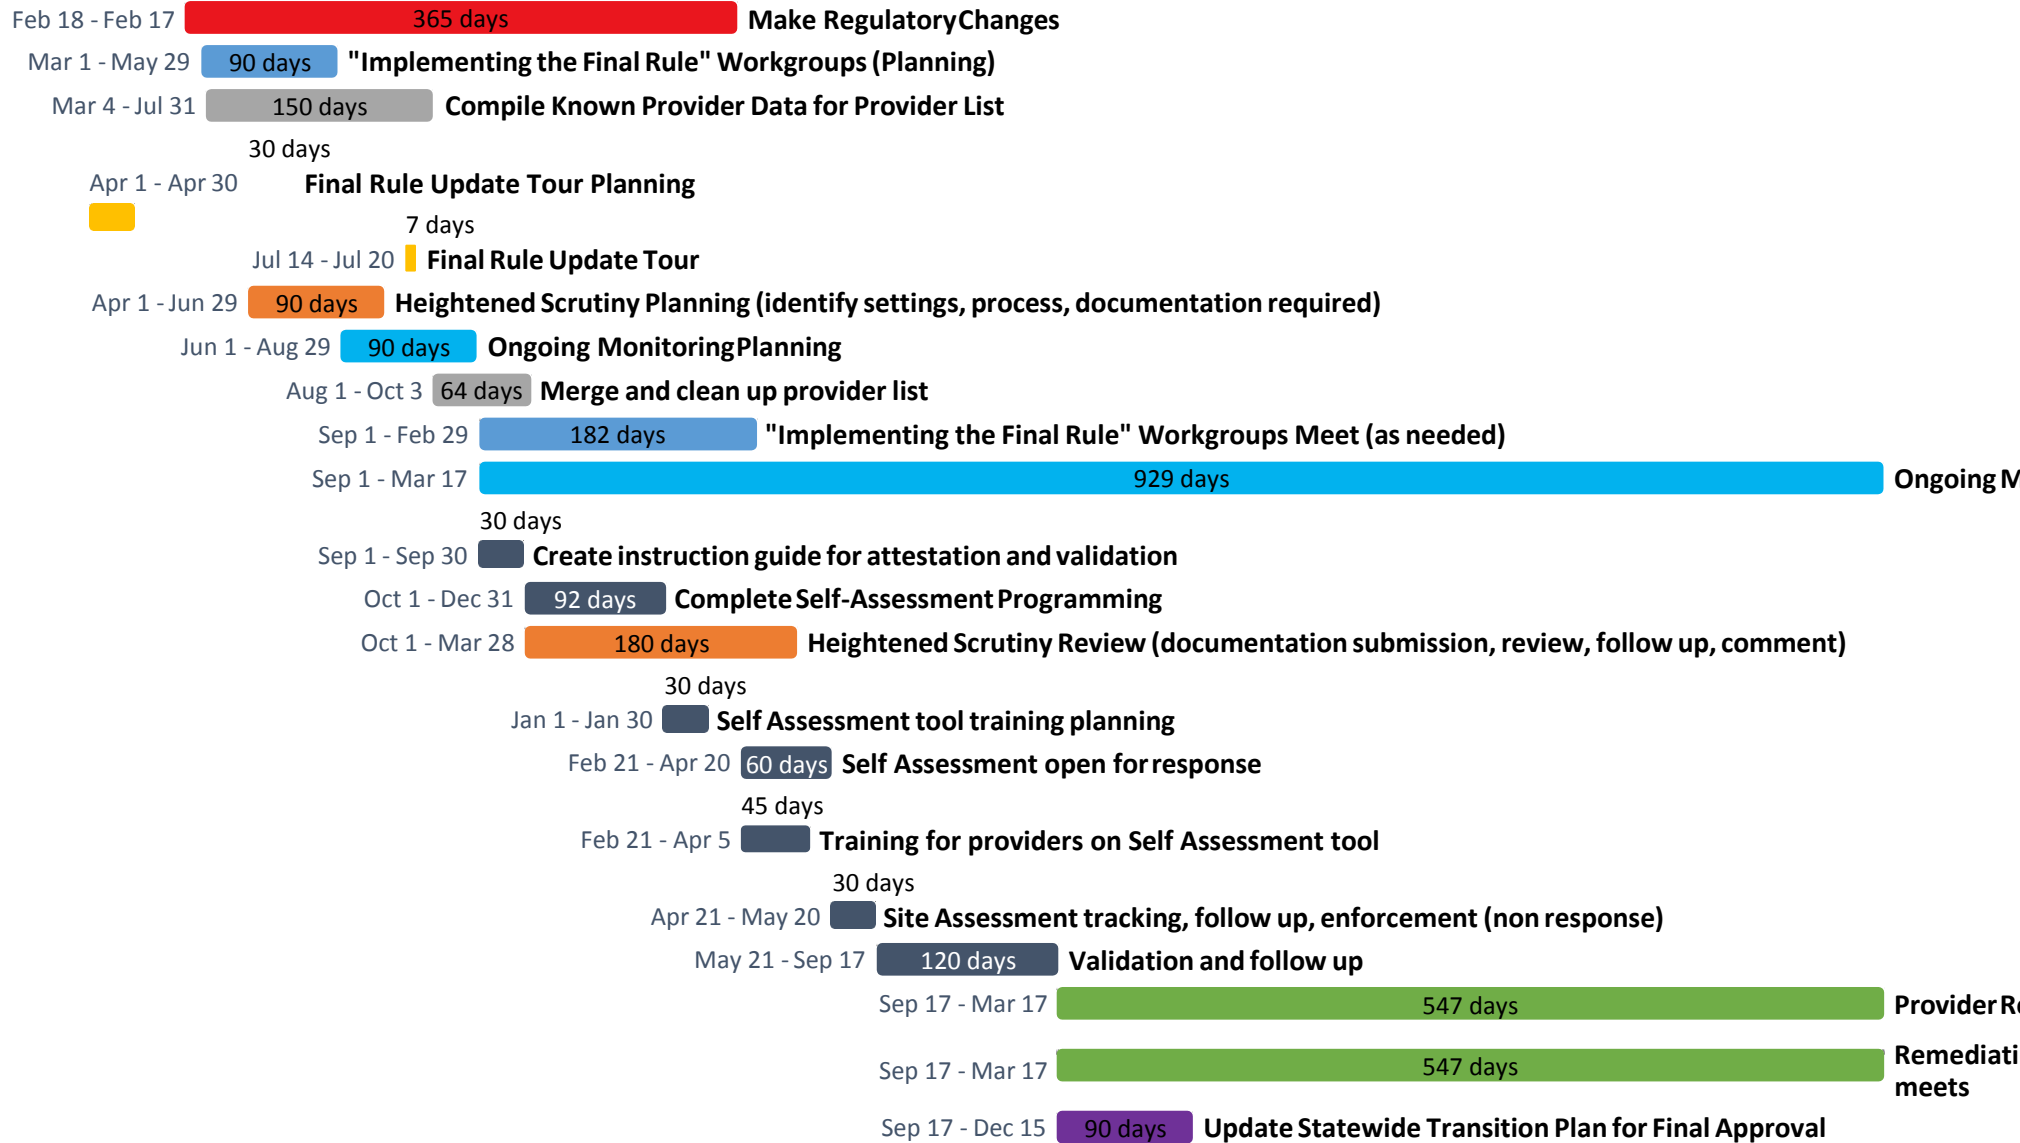 Feb 18 - Feb 17 365 days Make Regulatory Changes
Mar 1 - May 29 90 days "Implementing the Final Rule" Workgroups (Planning)
Mar 4 - Jul 31 150 days Compile Known Provider Data for Provider List
30 days
Apr 1 - Apr 30 Final Rule Update Tour Planning
7 days
Jul 14 - Jul 20 Final Rule Update Tour
Apr 1 - Jun 29 90 days Heightened Scrutiny Planning (identify settings, process, documentation required)
Jun 1 - Aug 29 90 days Ongoing Monitoring Planning
Aug 1 - Oct 3 64 days Merge and clean up provider list
Sep 1 - Feb 29 182 days "Implementing the Final Rule" Workgroups Meet (as needed)
Sep 1 - Mar 17 929 days Ongoing
30 days
Sep 1 - Sep 30 Create instruction guide for attestation and validation
Oct 1 - Dec 31 92 days Complete Self-Assessment Programming
Oct 1 - Mar 28 180 days Heightened Scrutiny Review (documentation submission, review, follow up, comment)
30 days
Jan 1 - Jan 30 Self Assessment tool training planning
Feb 21 - Apr 20 60 days Self Assessment open for response
45 days
Feb 21 - Apr 5 Training for providers on Self Assessment tool
30 days
Apr 21 - May 20 Site Assessment tracking, follow up, enforcement (non response)
May 21 - Sep 17 120 days Validation and follow up
Sep 17 - Mar 17 547 days Provider
Sep 17 - Mar 17 547 days
meets
Sep 17 - Dec 15 90 days Update Statewide Transition Plan for Final Approval